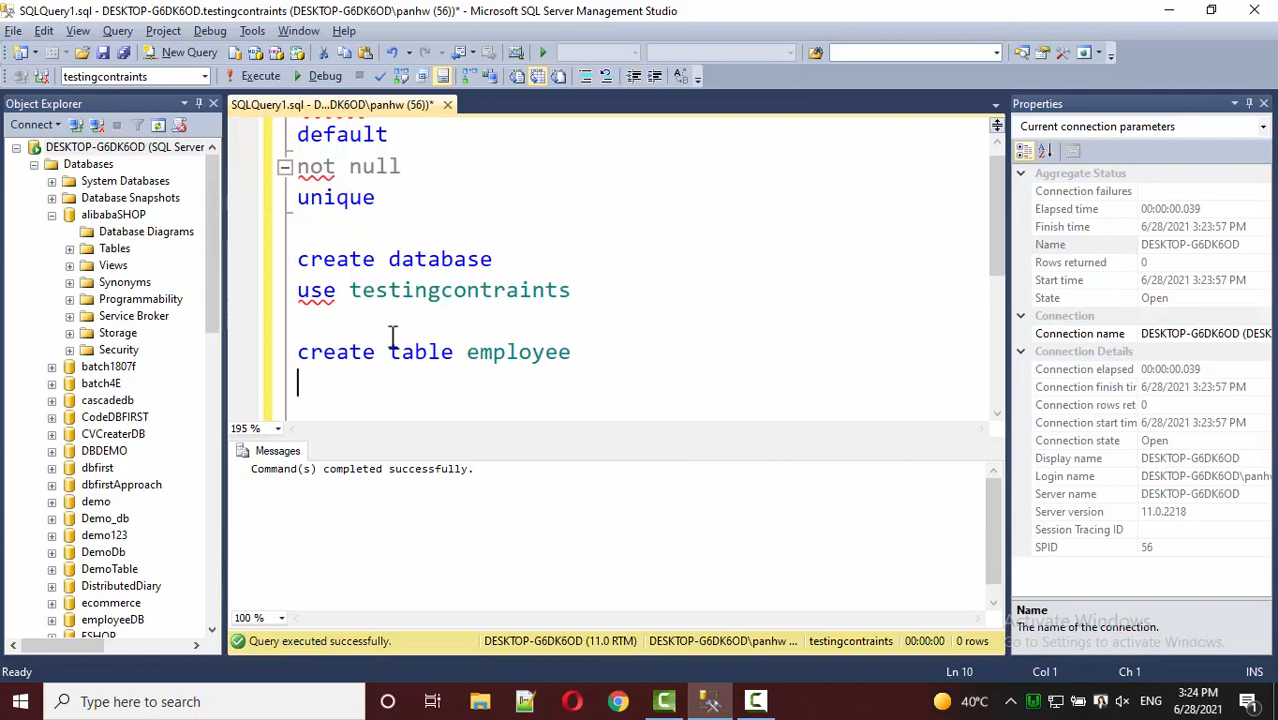 SQLQuery1.sql - DESKTOP-G6DK6OD.testingcontraints (DESKTOP-G6DK6OD\panhw (56))* - Microsoft SQL Server Management Studio
File Edit View Query Project Debug Tools Window Help
New Query
testingcontraints Execute Debug
Object Explorer
Connect
DESKTOP-G6DK6OD (SQL Server
Databases
System Databases
Database Snapshots
alibabaSHOP
Database Diagrams
Tables
Views
Synonyms
Programmability
Service Broker
Storage
Security
batch1807f
batch4E
cascadedb
CodeDBFIRST
CVCreaterDB
DBDEMO
dbfirst
dbfirstApproach
demo
Demo_db
demo123
DemoDb
DemoTable
DistributedDiary
ecommerce
employeeDB
ESHOP
SQLQuery1.sql - D...DK6OD\panhw (56))*
default
not null
unique
create database
use testingcontraints
create table employee
195 %
Messages
Command(s) completed successfully.
100 %
Query executed successfully. DESKTOP-G6DK6OD (11.0 RTM) DESKTOP-G6DK6OD\panhw ... testingcontraints 00:00:00 0 rows
Properties
Current connection parameters
Aggregate Status
Connection failures
Elapsed time 00:00:00.039
Finish time 6/28/2021 3:23:57 PM
Name DESKTOP-G6DK6OD
Rows returned 0
Start time 6/28/2021 3:23:57 PM
State Open
Connection
Connection name DESKTOP-G6DK6OD (DES
Connection Details
Connection elapsed 00:00:00.039
Connection finish tir 6/28/2021 3:23:57 PM
Connection rows ret 0
Connection start tim 6/28/2021 3:23:57 PM
Connection state Open
Display name DESKTOP-G6DK6OD
Login name DESKTOP-G6DK6OD\pa
Server name DESKTOP-G6DK6OD
Server version 11.0.2218
Session Tracing ID
SPID 56
Name
The name of the connection.
Activate Windows
Go to Settings to activate Windows.
Ready Ln 10 Col 1 Ch 1 INS
Type here to search
40°C ENG 3:24 PM
6/28/2021
1